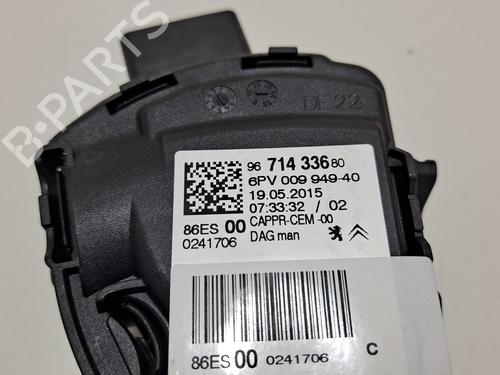 B-PARTS
DE 22
96 714 336 80
6PV 009 949-40
19.05.2015
07:33:32 / 02
86ES 00 CAPPR-CEM -00
0241706 DAG man
86ES 00 0241706 C